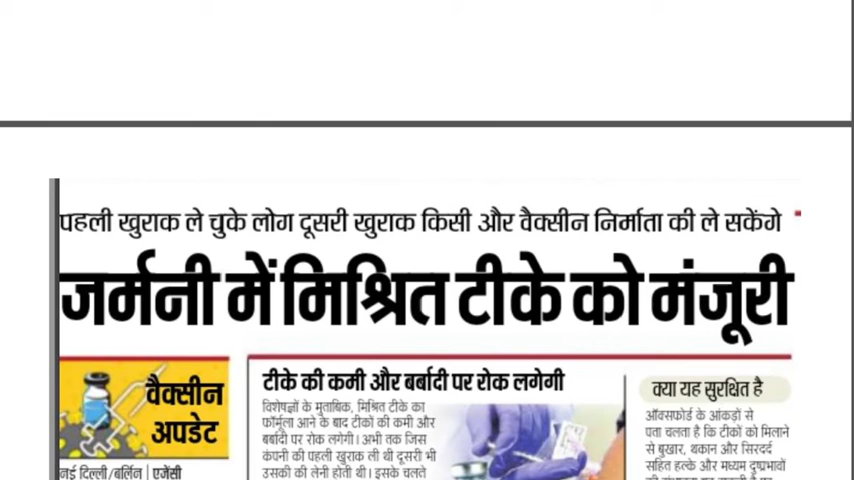 पहली खुराक ले चुके लोग दूसरी खुराक किसी और वैक्सीन निर्माता की ले सकेंगे
जर्मनी में मिश्रित टीके को मंजूरी
वैक्सीन
अपडेट
नई दिल्ली/बर्लिन | एजेंसी
टीके की कमी और बर्बादी पर रोक लगेगी
विशेषज्ञों के मुताबिक, मिश्रित टीके का
फॉर्मूला आने के बाद टीकों की कमी और
बर्बादी पर रोक लगेगी। अभी तक जिस
कंपनी की पहली खुराक ली थी दूसरी भी
उसकी की लेनी होती थी। इसके चलते
क्या यह सुरक्षित है
ऑक्सफोर्ड के आंकड़ों से
पता चलता है कि टीकों को मिलाने
से बुखार, थकान और सिरदर्द
सहित हल्के और मध्यम दुष्प्रभावों